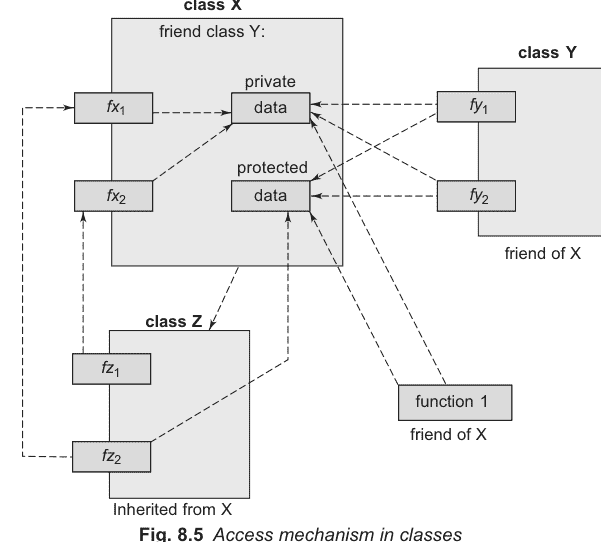 class X
friend class Y:
class Y
private
fx₁
data
fy₁
protected
fx₂
data
fy₂
friend of X
class Z
fz₁
function 1
friend of X
fz₂
Inherited from X
Fig. 8.5 Access mechanism in classes